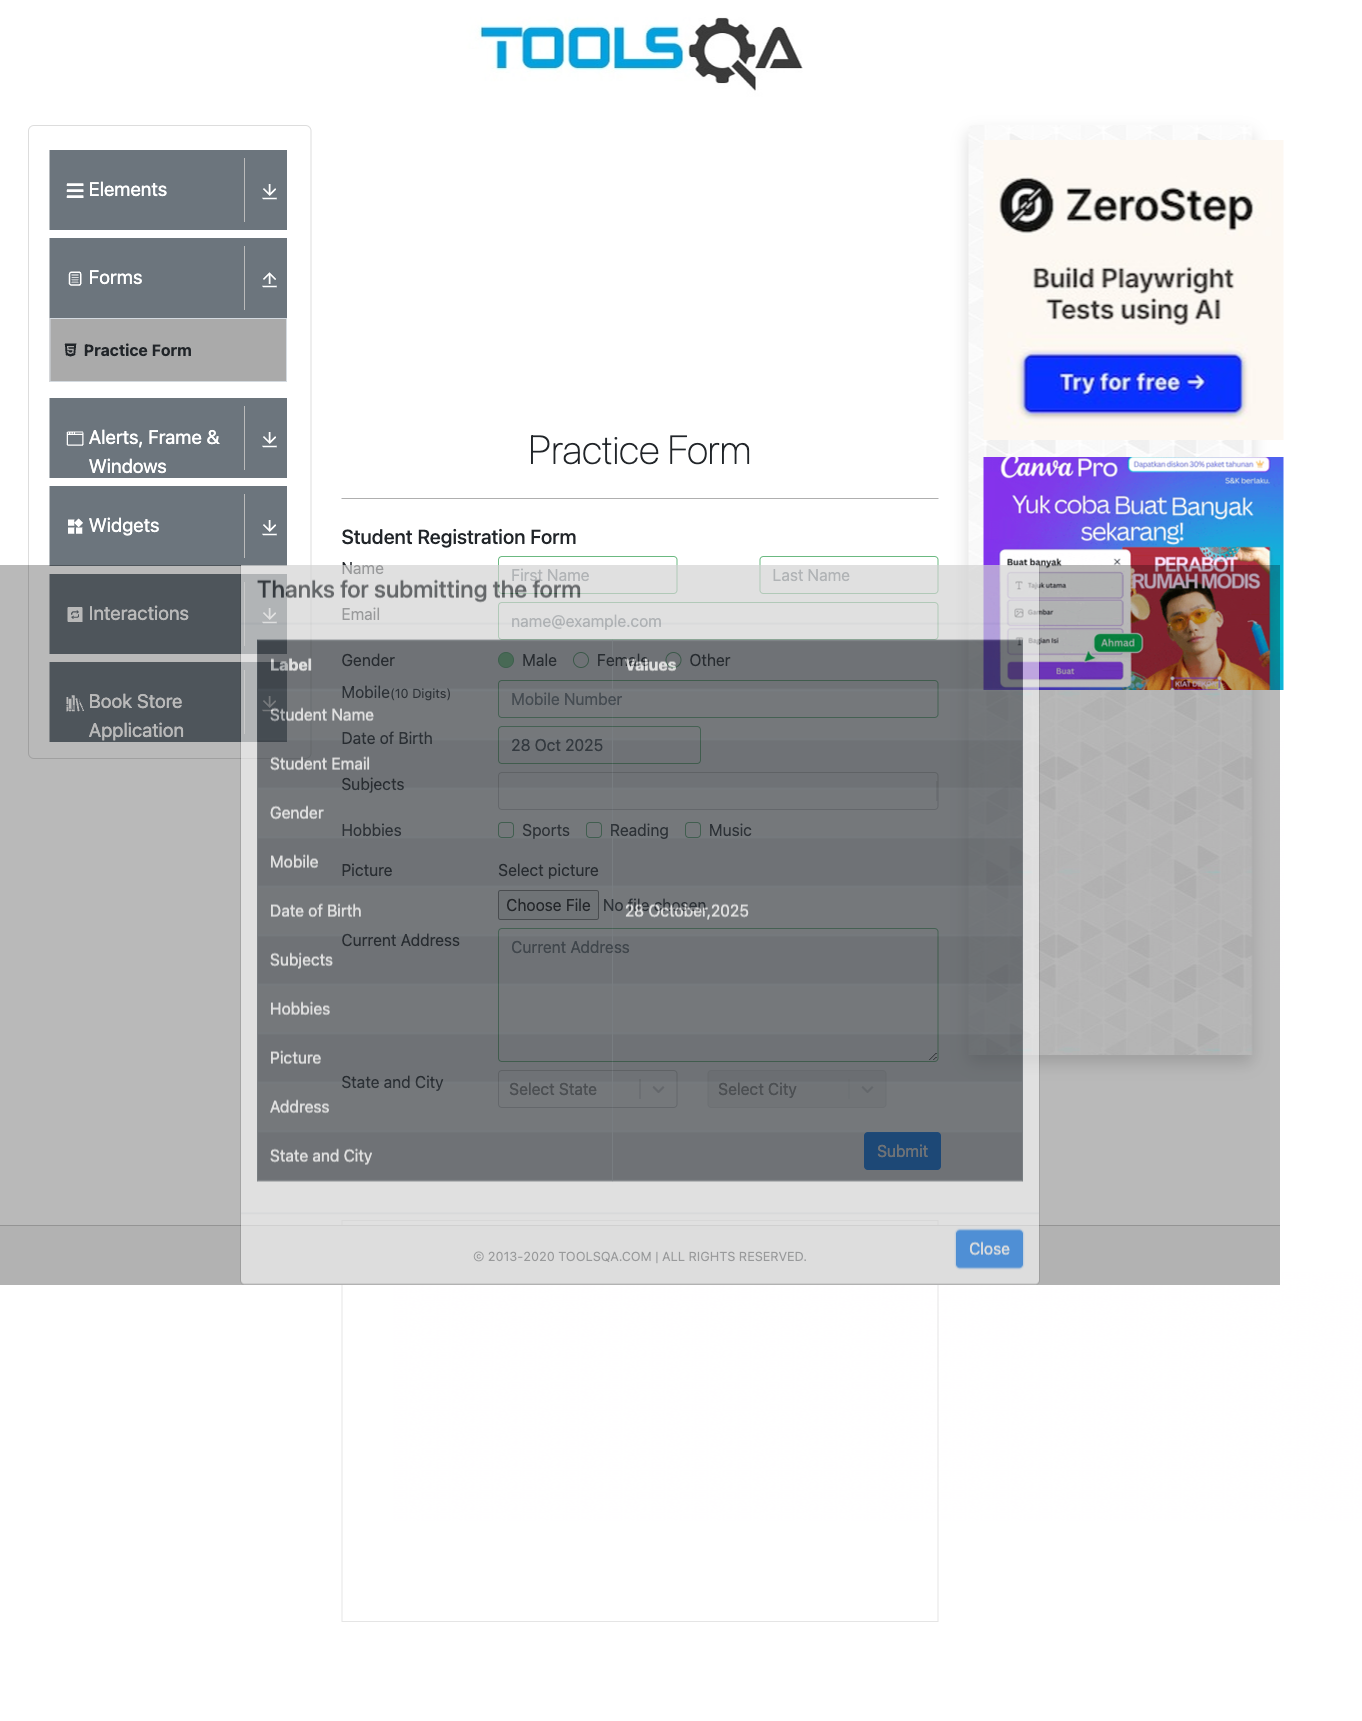 TOOLSQA
Elements
Forms
Practice Form
Alerts, Frame &
Windows
Widgets
Interactions
Book Store
Application
Practice Form
Student Registration Form
Name
First Name
Last Name
Email
name@example.com
Gender
Male
Female
Other
Mobile(10 Digits)
Mobile Number
Date of Birth
28 Oct 2025
Subjects
Hobbies
Sports
Reading
Music
Picture
Select picture
Choose File
No file chosen
Current Address
Current Address
State and City
Select State
Select City
Submit
Thanks for submitting the form
Label
Values
Student Name
Student Email
Gender
Mobile
Date of Birth
28 October,2025
Subjects
Hobbies
Picture
Address
State and City
Close
© 2013-2020 TOOLSQA.COM | ALL RIGHTS RESERVED.
ZeroStep
Build Playwright
Tests using AI
Try for free →
Canva Pro
Dapatkan diskon 30% paket tahunan
S&K berlaku.
Yuk coba Buat Banyak
sekarang!
Buat banyak
Tajuk utama
Gambar
Bagian Isi
Buat
Ahmad
PERABOT
RUMAH MODIS